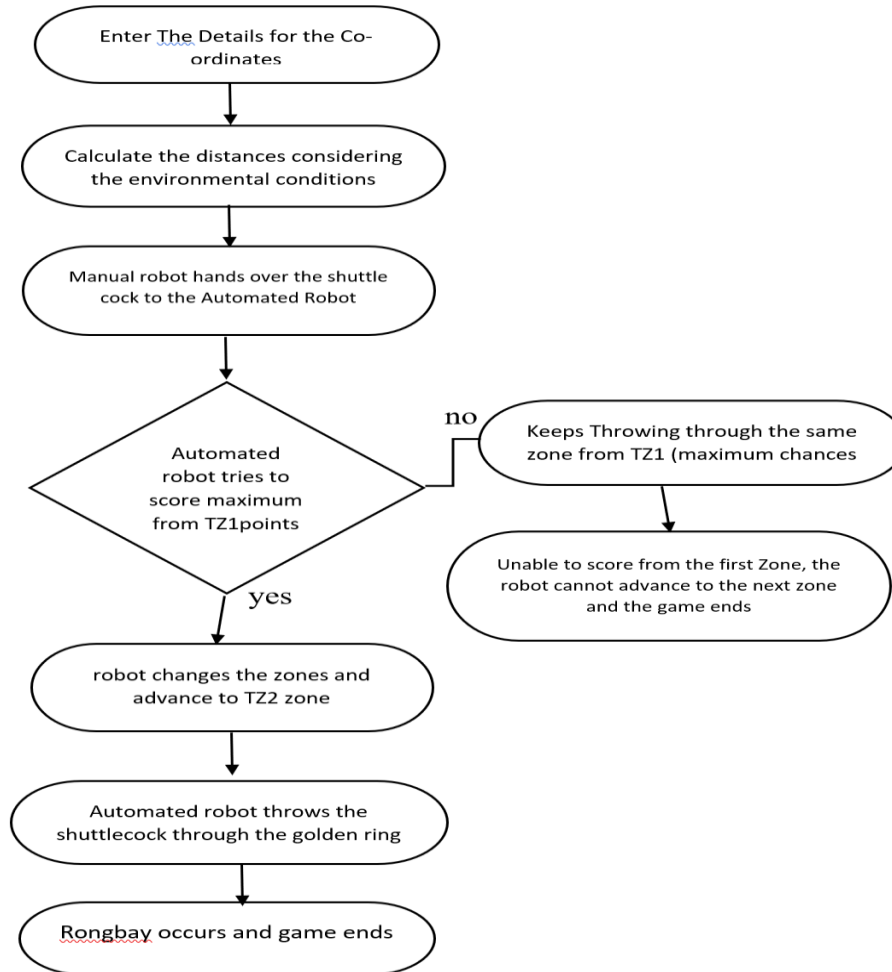 Enter The Details for the Co-
ordinates
Calculate the distances considering
the environmental conditions
Manual robot hands over the shuttle
cock to the Automated Robot
Automated
robot tries to
score maximum
from TZ1points
no
Keeps Throwing through the same
zone from TZ1 (maximum chances
Unable to score from the first Zone, the
robot cannot advance to the next zone
and the game ends
yes
robot changes the zones and
advance to TZ2 zone
Automated robot throws the
shuttlecock through the golden ring
Rongbay occurs and game ends